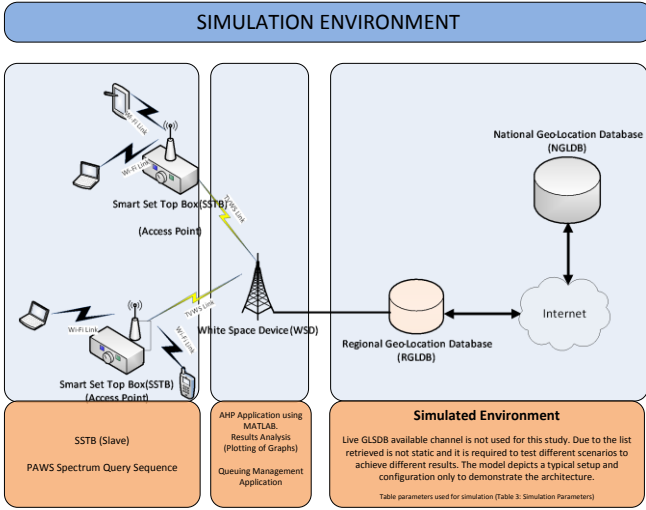 SIMULATION ENVIRONMENT
Wi-Fi Link
Wi-Fi Link
Smart Set Top Box(SSTB)
(Access Point)
TVWS Link
TVWS Link
Wi-Fi Link
Wi-Fi Link
Smart Set Top Box(SSTB)
(Access Point)
White Space Device (WSD)
National Geo-Location Database
(NGLDB)
Internet
Regional Geo-Location Database
(RGLDB)
SSTB (Slave)
PAWS Spectrum Query Sequence
AHP Application using
MATLAB.
Results Analysis
(Plotting of Graphs)
Queuing Management
Application
Simulated Environment
Live GLSDB available channel is not used for this study. Due to the list
retrieved is not static and it is required to test different scenarios to
achieve different results. The model depicts a typical setup and
configuration only to demonstrate the architecture.
Table parameters used for simulation (Table 3: Simulation Parameters)